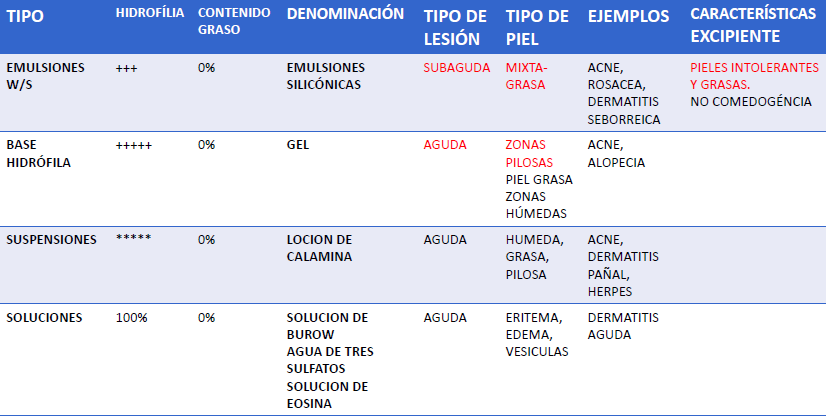 TIPO HIDROFÍLIA CONTENIDO GRASO DENOMINACIÓN TIPO DE LESIÓN TIPO DE PIEL EJEMPLOS CARACTERÍSTICAS EXCIPIENTE
EMULSIONES W/S
+++
0%
EMULSIONES SILICÓNICAS
SUBAGUDA
MIXTA-
GRASA
ACNE,
ROSACEA,
DERMATITIS
SEBORREICA
PIELES INTOLERANTES
Y GRASAS.
NO COMEDOGÉNCIA
BASE
HIDRÓFILA
+++++
0%
GEL
AGUDA
ZONAS
PILOSAS
PIEL GRASA
ZONAS
HÚMEDAS
ACNE,
ALOPECIA
SUSPENSIONES
*****
0%
LOCION DE
CALAMINA
AGUDA
HUMEDA,
GRASA,
PILOSA
ACNE,
DERMATITIS
PAÑAL,
HERPES
SOLUCIONES
100%
0%
SOLUCION DE
BUROW
AGUA DE TRES
SULFATOS
SOLUCION DE
EOSINA
AGUDA
ERITEMA,
EDEMA,
VESICULAS
DERMATITIS
AGUDA